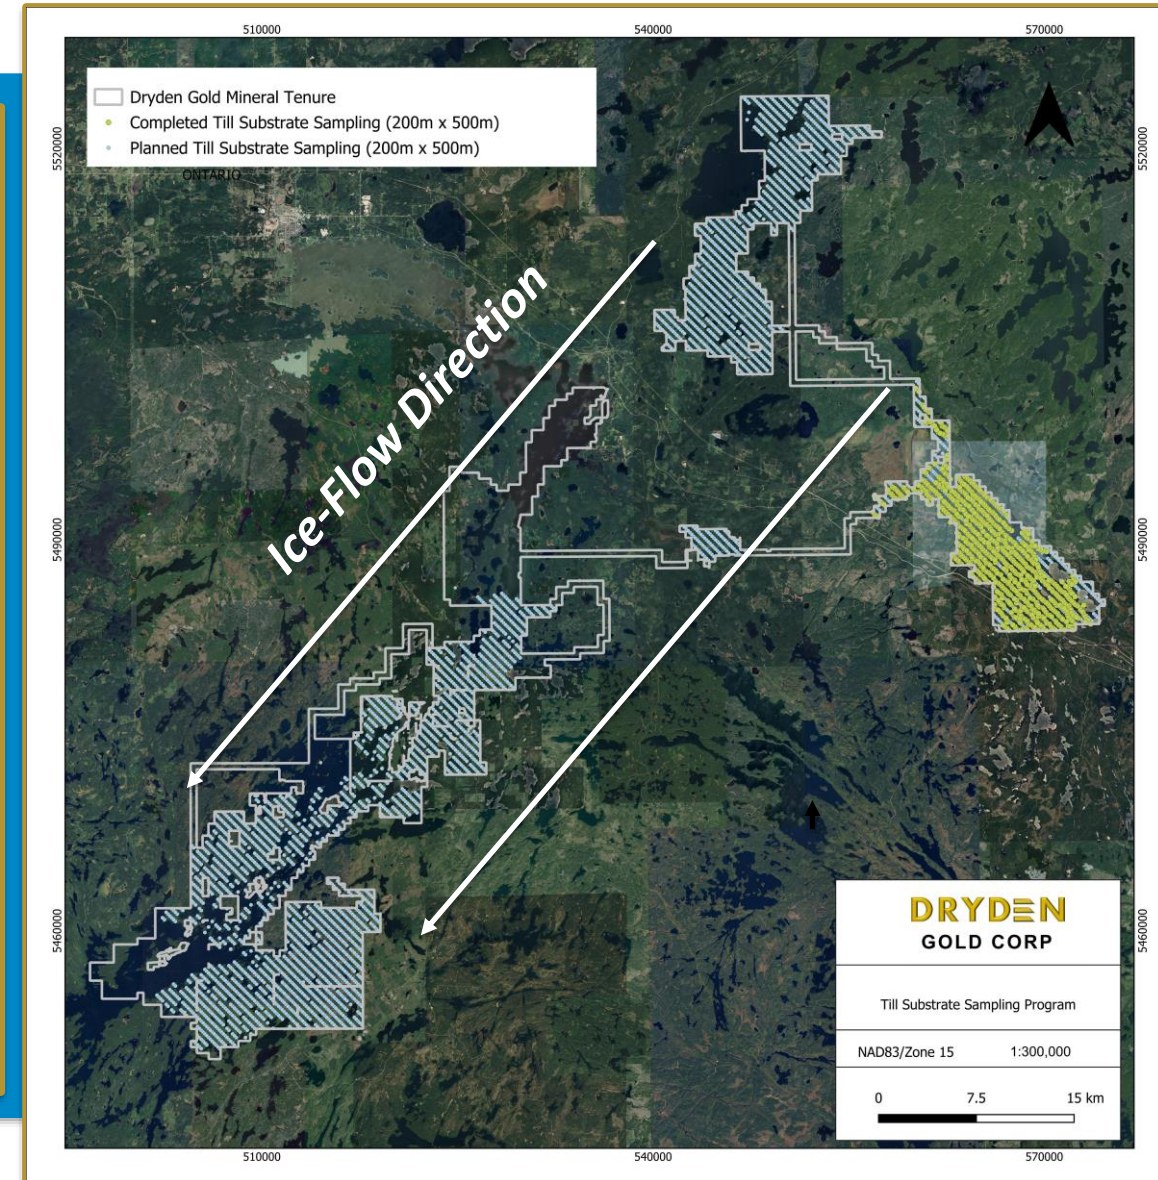 510000
540000
570000
Dryden Gold Mineral Tenure
Completed Till Substrate Sampling (200m x 500m)
Planned Till Substrate Sampling (200m x 500m)
ONTARIO
5520000
5520000
Ice-Flow Direction
5490000
5490000
5460000
5460000
DRYDEN
GOLD CORP
Till Substrate Sampling Program
NAD83/Zone 15 1:300,000
0 7.5 15 km
510000
540000
570000